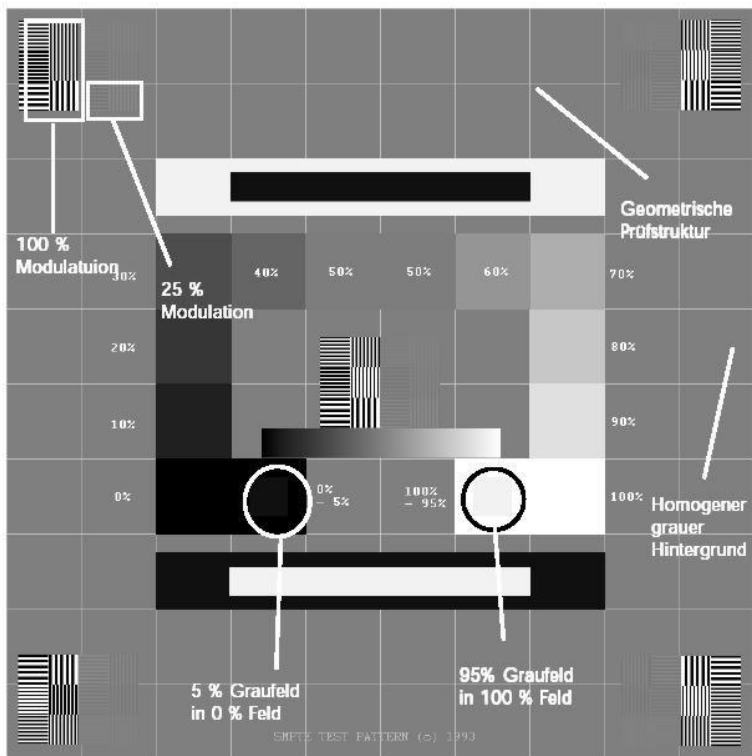 Geometrische
Prüfstruktur
100 %
Modulatuion
30%
40%
50%
50%
60%
70%
25 %
Modulation
20%
80%
10%
90%
0%
0%
– 5%
100%
– 95%
100%
Homogener
grauer
Hintergrund
5 % Graufeld
in 0 % Feld
95% Graufeld
in 100 % Feld
SMPTE TEST PATTERN (c) 1993